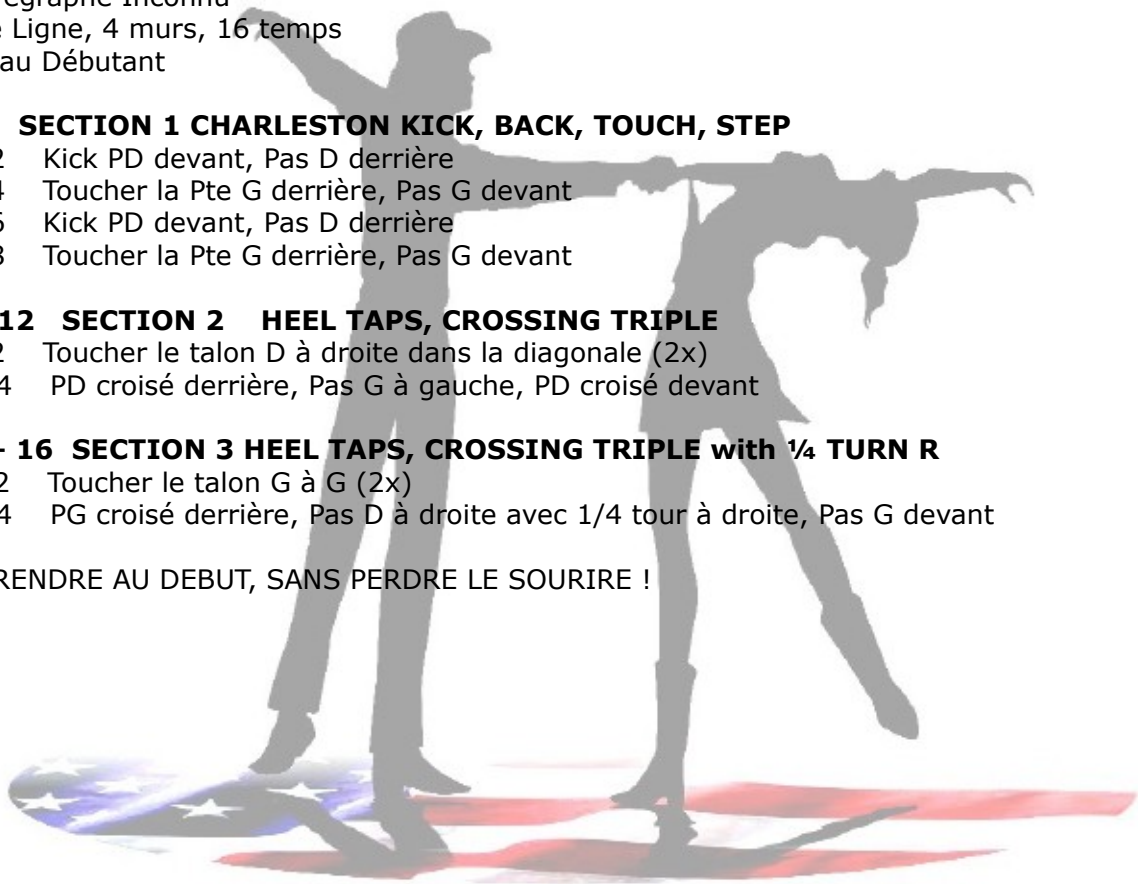 égraphe Inconnu
Ligne, 4 murs, 16 temps
au Débutant
SECTION 1 CHARLESTON KICK, BACK, TOUCH, STEP
2 Kick PD devant, Pas D derrière
4 Toucher la Pte G derrière, Pas G devant
6 Kick PD devant, Pas D derrière
8 Toucher la Pte G derrière, Pas G devant
12 SECTION 2 HEEL TAPS, CROSSING TRIPLE
2 Toucher le talon D à droite dans la diagonale (2x)
4 PD croisé derrière, Pas G à gauche, PD croisé devant
- 16 SECTION 3 HEEL TAPS, CROSSING TRIPLE with ¼ TURN R
2 Toucher le talon G à G (2x)
4 PG croisé derrière, Pas D à droite avec 1/4 tour à droite, Pas G devant
RENDRE AU DEBUT, SANS PERDRE LE SOURIRE !